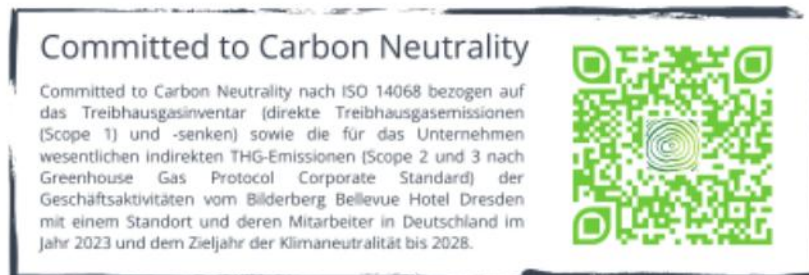 Committed to Carbon Neutrality
Committed to Carbon Neutrality nach ISO 14068 bezogen auf
das Treibhausgasinventar (direkte Treibhausgasemissionen
(Scope 1) und -senken) sowie die für das Unternehmen
wesentlichen indirekten THG-Emissionen (Scope 2 und 3 nach
Greenhouse Gas Protocol Corporate Standard) der
Geschäftsaktivitäten vom Bilderberg Bellevue Hotel Dresden
mit einem Standort und deren Mitarbeiter in Deutschland im
Jahr 2023 und dem Zieljahr der Klimaneutralität bis 2028.